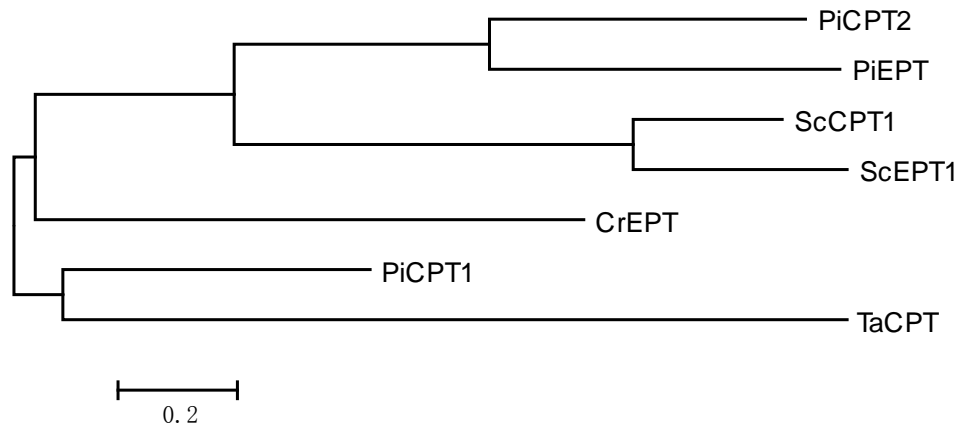 PiCPT2
PiEPT
ScCPT1
ScEPT1
CrEPT
PiCPT1
TaCPT
0.2